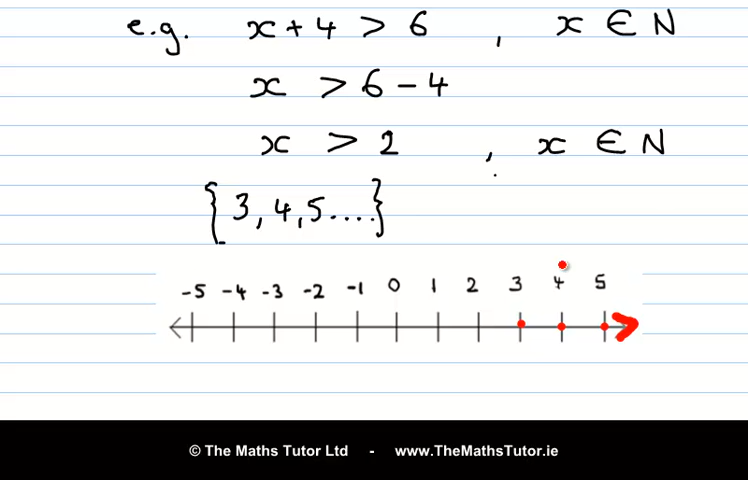 e.g. x + 4 > 6 , x ∈ N
x > 6 - 4
x > 2 , x ∈ N
{3, 4, 5....}
-5 -4 -3 -2 -1 0 1 2 3 4 5
© The Maths Tutor Ltd - www.TheMathsTutor.ie